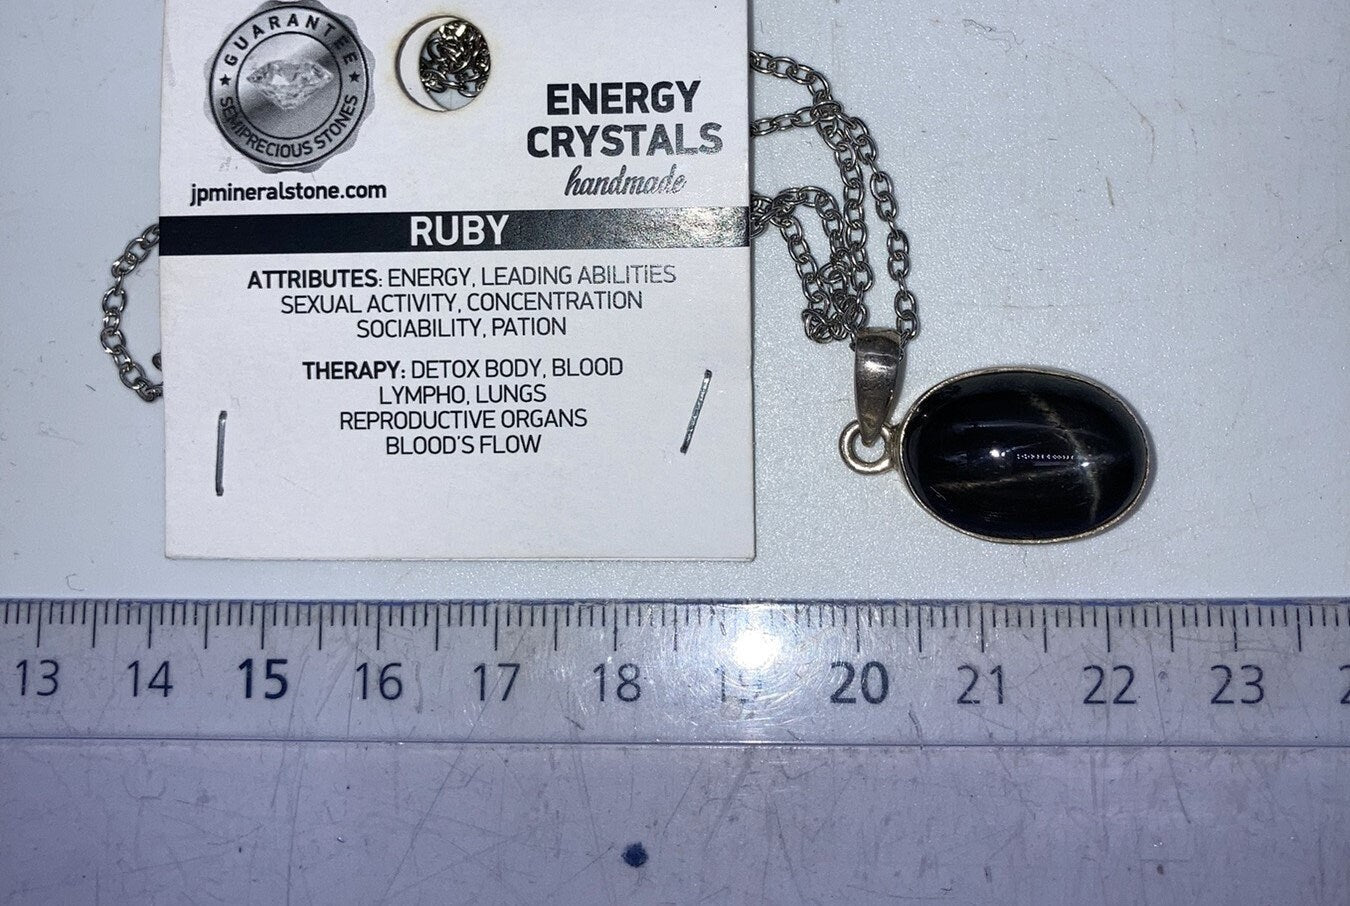 GUARANTEE
SEMIPRECIOUS STONES
jpmineralstone.com
ENERGY
CRYSTALS
handmade
RUBY
ATTRIBUTES: ENERGY, LEADING ABILITIES
SEXUAL ACTIVITY, CONCENTRATION
SOCIABILITY, PATION
THERAPY: DETOX BODY, BLOOD
LYMPHO, LUNGS
REPRODUCTIVE ORGANS
BLOOD'S FLOW
13 14 15 16 17 18 19 20 21 22 23